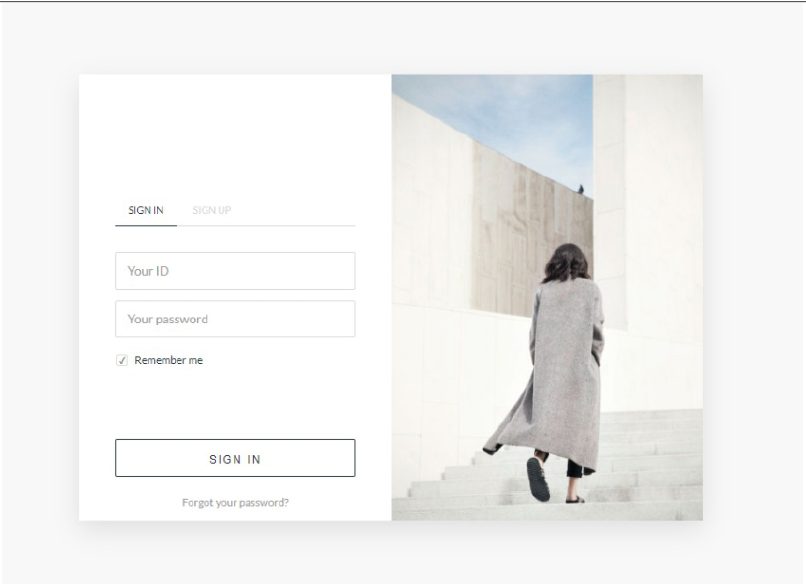 SIGN IN
SIGN UP
Your ID
Your password
Remember me
SIGN IN
Forgot your password?